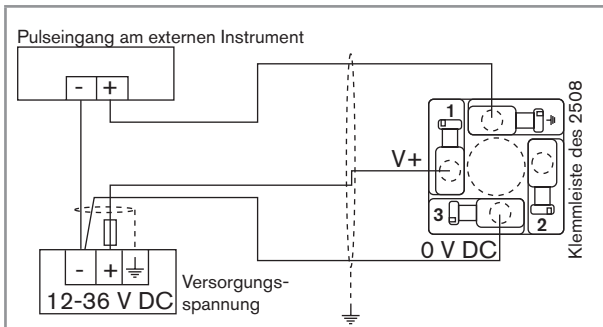 Pulseingang am externen Instrument
- +
1
V+
3
2
0 V DC
Klemmleiste des 2508
- +
12-36 V DC
Versorgungs-
spannung